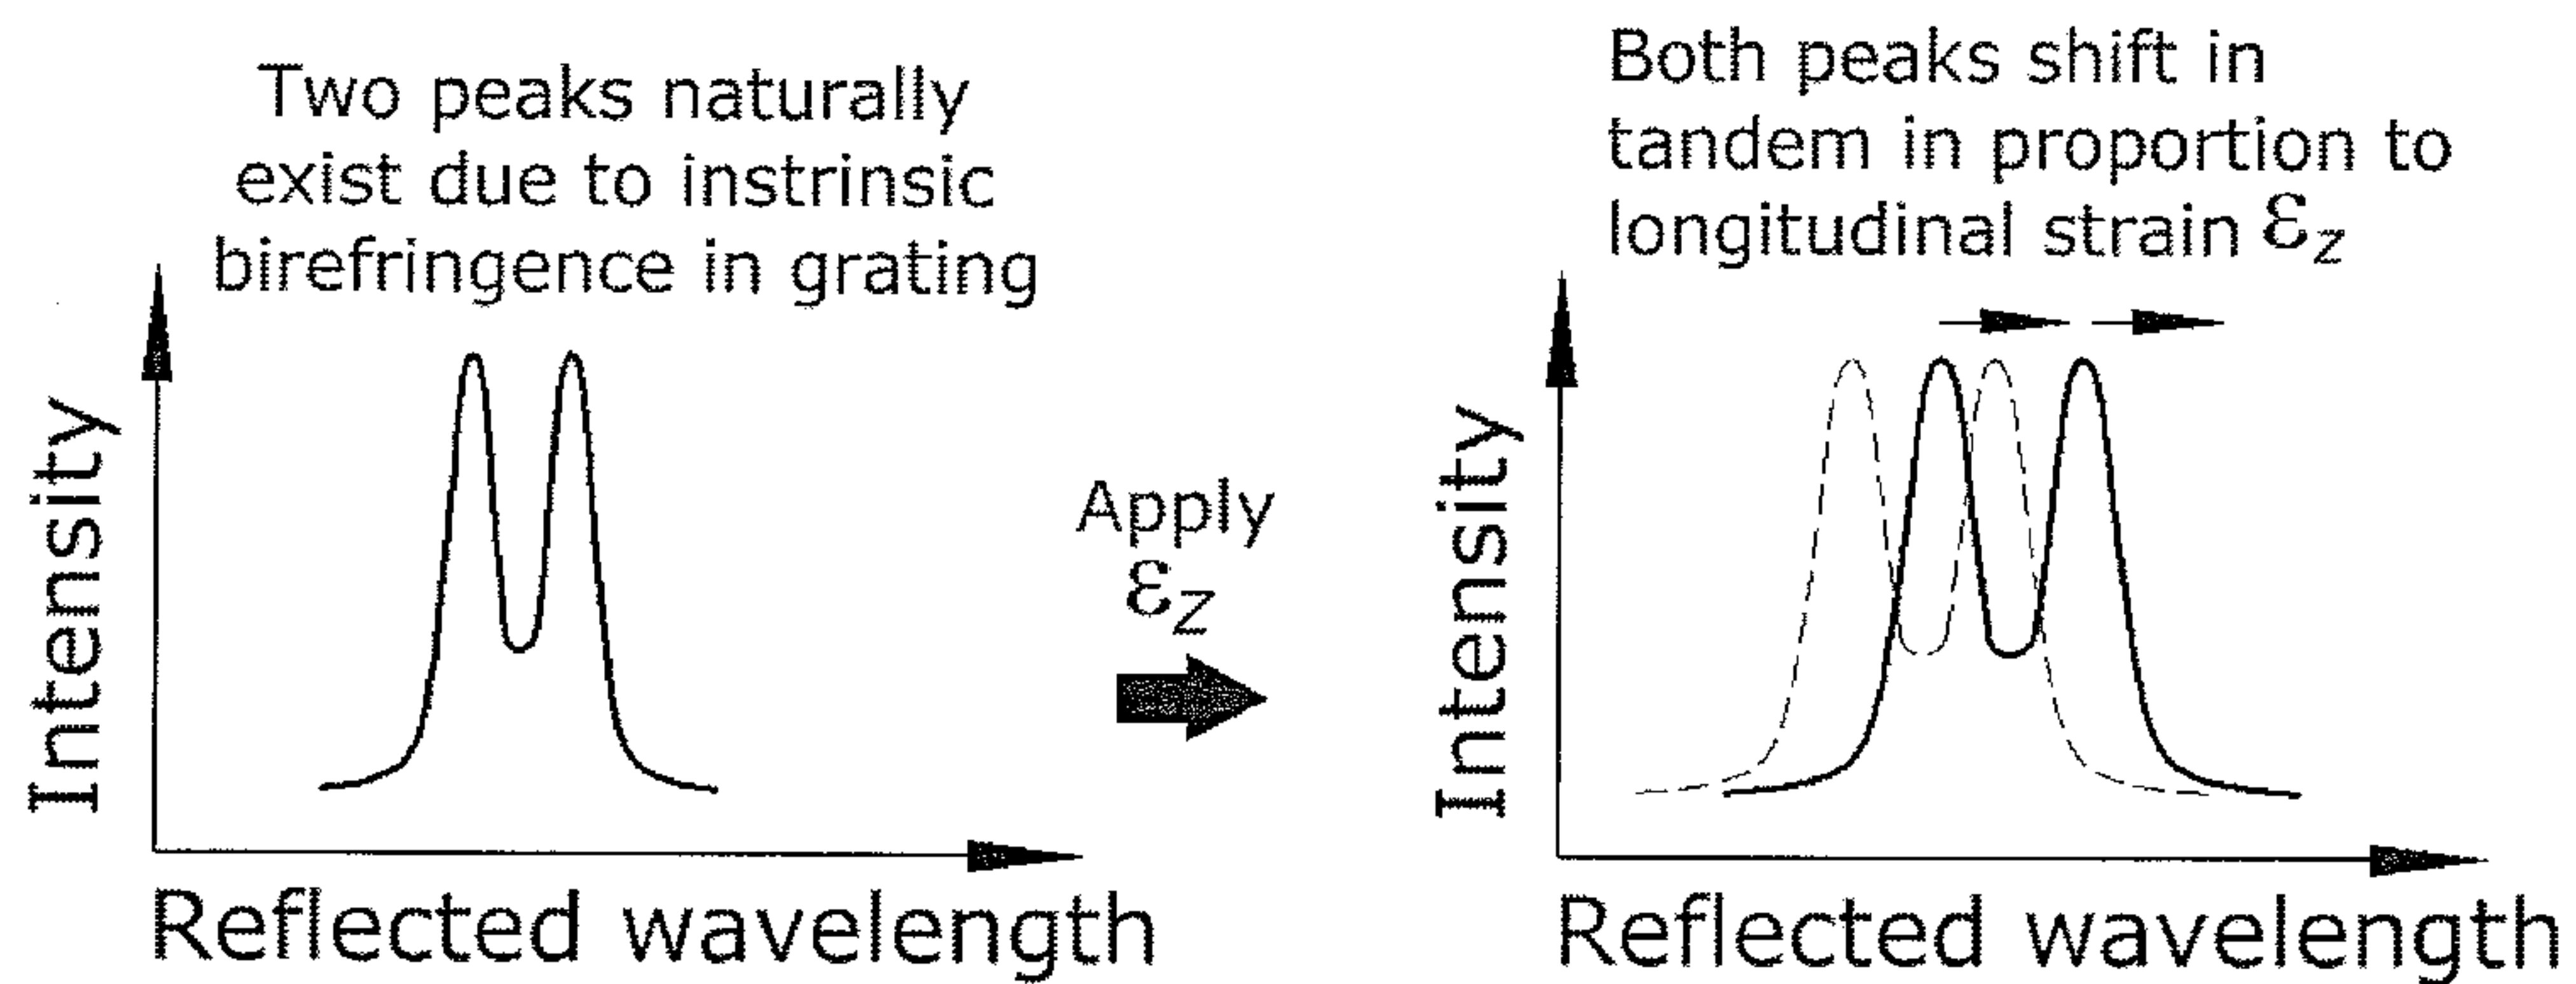 Two peaks naturally
exist due to instrinsic
birefringence in grating
Intensity
Reflected wavelength
Apply
εz
Both peaks shift in
tandem in proportion to
longitudinal strain εz
Intensity
Reflected wavelength